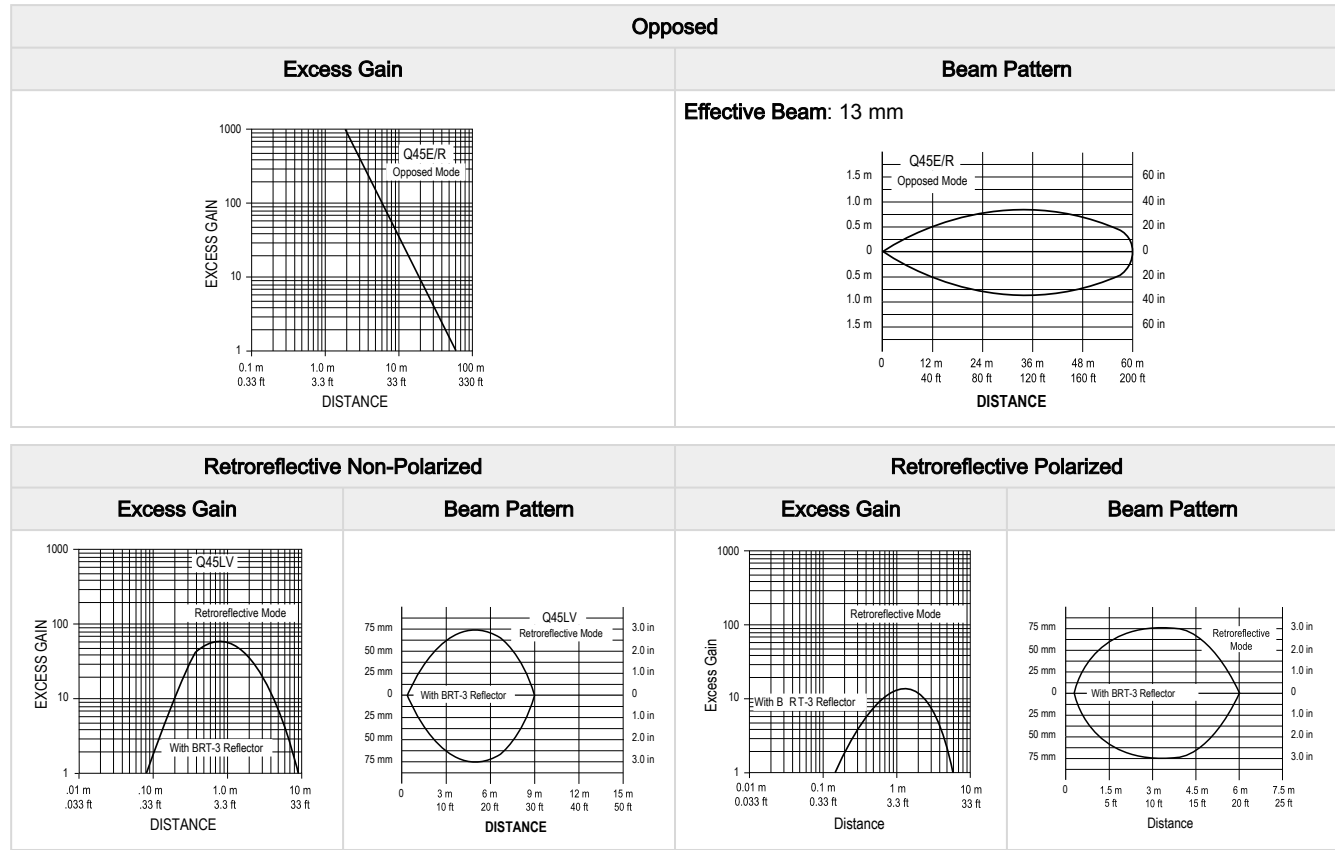 Opposed
Excess Gain
Beam Pattern
1000
100
10
1
EXCESS GAIN
Q45E/R
Opposed Mode
0.1 m 1.0 m 10 m 100 m
0.33 ft 3.3 ft 33 ft 330 ft
DISTANCE
Effective Beam: 13 mm
Q45E/R
Opposed Mode
1.5 m 60 in
1.0 m 40 in
0.5 m 20 in
0 0
0.5 m 20 in
1.0 m 40 in
1.5 m 60 in
0 12 m 24 m 36 m 48 m 60 m
40 ft 80 ft 120 ft 160 ft 200 ft
DISTANCE
Retroreflective Non-Polarized
Retroreflective Polarized
Excess Gain
Beam Pattern
Excess Gain
Beam Pattern
1000
100
10
1
EXCESS GAIN
Q45LV
Retroreflective Mode
With BRT-3 Reflector
.01 m .10 m 1.0 m 10 m
.033 ft .33 ft 3.3 ft 33 ft
DISTANCE
Q45LV
Retroreflective Mode
75 mm 3.0 in
50 mm 2.0 in
25 mm 1.0 in
0 With BRT-3 Reflector 0
25 mm 1.0 in
50 mm 2.0 in
75 mm 3.0 in
0 3 m 6 m 9 m 12 m 15 m
10 ft 20 ft 30 ft 40 ft 50 ft
DISTANCE
1000
100
10
1
Excess Gain
Retroreflective Mode
With B RT-3 Reflector
0.01 m 0.1 m 1 m 10 m
0.033 ft 0.33 ft 3.3 ft 33 ft
Distance
Retroreflective
Mode
75 mm 3.0 in
50 mm 2.0 in
25 mm 1.0 in
0 With BRT-3 Reflector 0
25 mm 1.0 in
50 mm 2.0 in
75 mm 3.0 in
0 1.5 m 3 m 4.5 m 6 m 7.5 m
5 ft 10 ft 15 ft 20 ft 25 ft
Distance